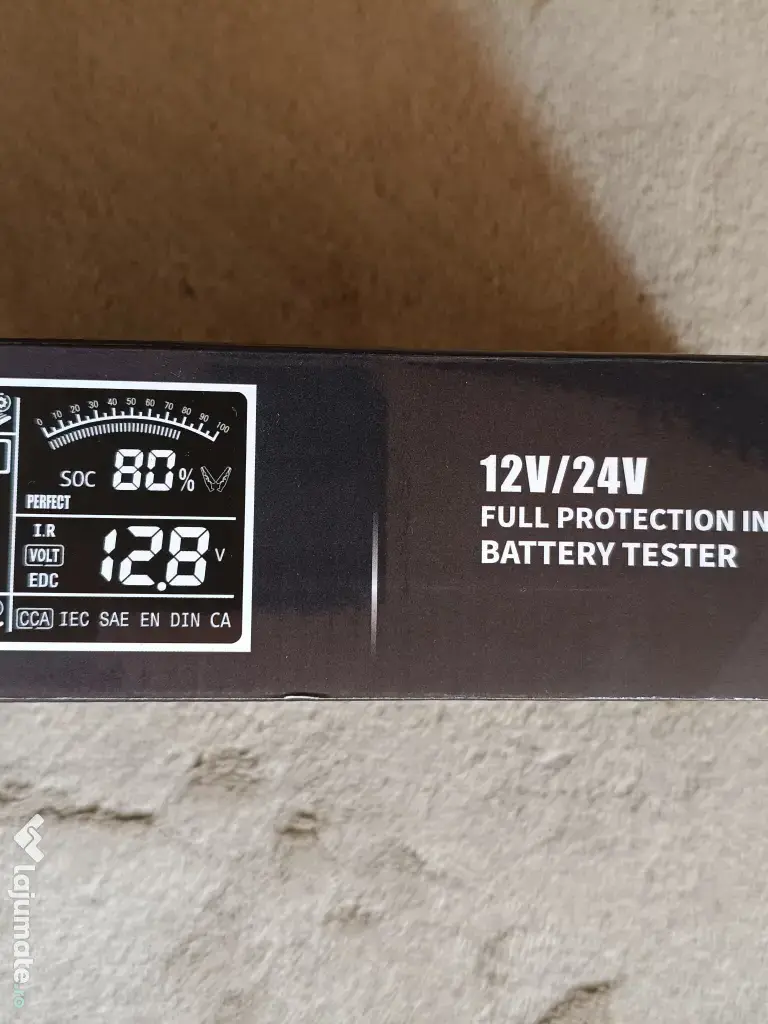 0 10 20 30 40 50 60 70 80 90 100
SOC 80%
PERFECT
I.R
VOLT
EDC
12.8 V
CCA IEC SAE EN DIN CA
12V/24V
FULL PROTECTION IN
BATTERY TESTER
Lajumate.ro